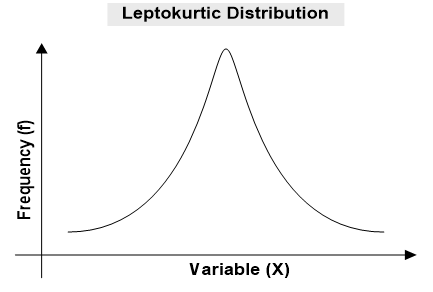 Leptokurtic Distribution
Frequency (f)
Variable (X)